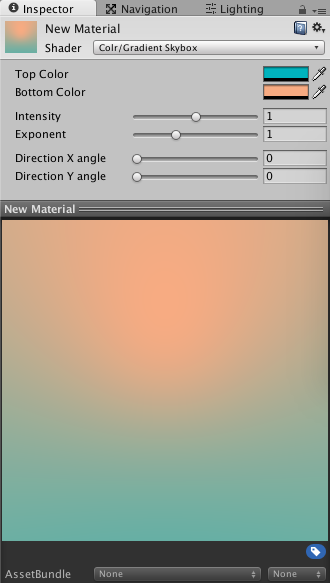 Inspector Navigation Lighting
New Material
Shader Colr/Gradient Skybox
Top Color
Bottom Color
Intensity 1
Exponent 1
Direction X angle 0
Direction Y angle 0
New Material
AssetBundle None None